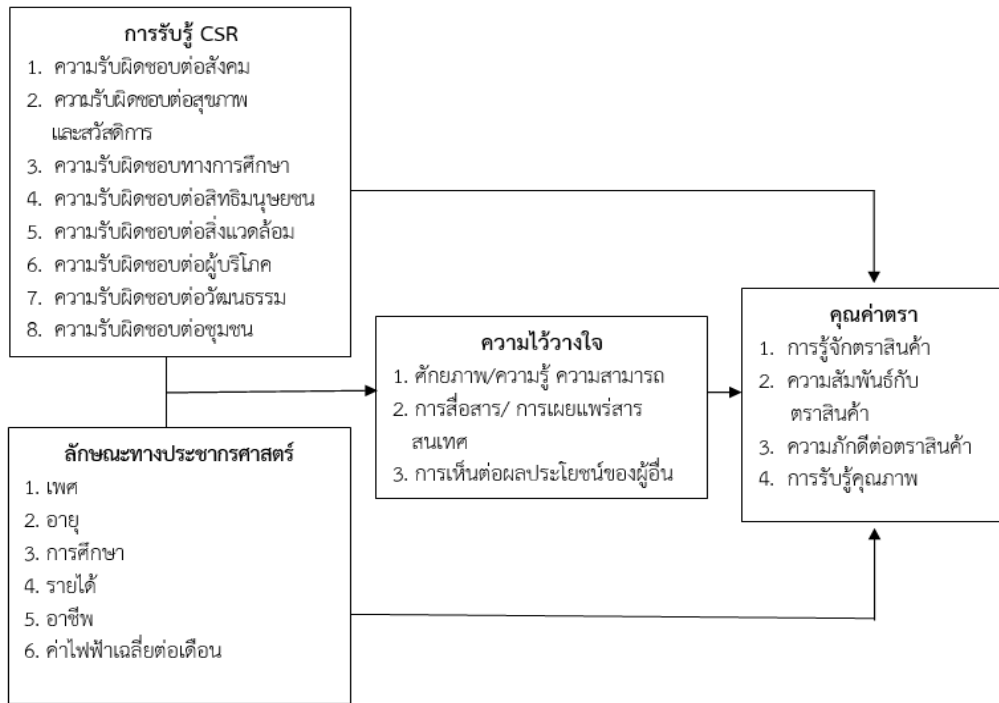 การรับรู้ CSR
1. ความรับผิดชอบต่อสังคม
2. ความรับผิดชอบต่อสุขภาพ
และสวัสดิการ
3. ความรับผิดชอบทางการศึกษา
4. ความรับผิดชอบต่อสิทธิมนุษยชน
5. ความรับผิดชอบต่อสิ่งแวดล้อม
6. ความรับผิดชอบต่อผู้บริโภค
7. ความรับผิดชอบต่อวัฒนธรรม
8. ความรับผิดชอบต่อชุมชน
ลักษณะทางประชากรศาสตร์
1. เพศ
2. อายุ
3. การศึกษา
4. รายได้
5. อาชีพ
6. ค่าไฟฟ้าเฉลี่ยต่อเดือน
ความไว้วางใจ
1. ศักยภาพ/ความรู้ ความสามารถ
2. การสื่อสาร/ การเผยแพร่สาร
สนเทศ
3. การเห็นต่อผลประโยชน์ของผู้อื่น
คุณค่าตรา
1. การรู้จักตราสินค้า
2. ความสัมพันธ์กับ
ตราสินค้า
3. ความภักดีต่อตราสินค้า
4. การรับรู้คุณภาพ